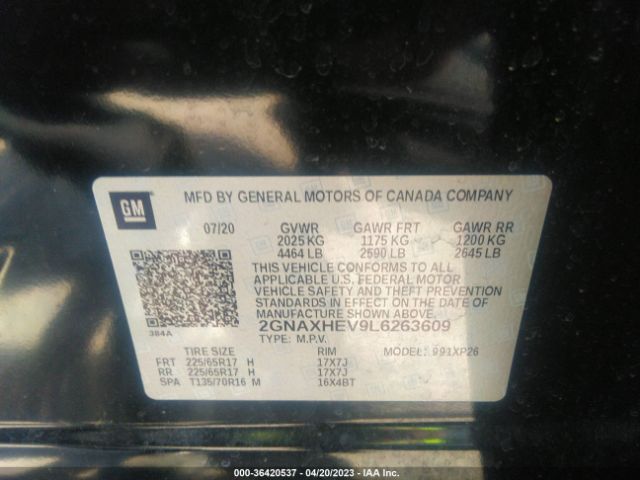 GM
MFD BY GENERAL MOTORS OF CANADA COMPANY
07/20 GVWR GAWR FRT GAWR RR
2025 KG 1175 KG 1200 KG
4464 LB 2590 LB 2645 LB
THIS VEHICLE CONFORMS TO ALL
APPLICABLE U.S. FEDERAL MOTOR
VEHICLE SAFETY AND THEFT PREVENTION
STANDARDS IN EFFECT ON THE DATE OF
MANUFACTURE SHOWN ABOVE.
384A
2GNAXHEV9L6263609
TYPE: M.P.V. MODEL: 991XP26
TIRE SIZE RIM
FRT 225/65R17 H 17X7J
RR 225/65R17 H 17X7J
SPA T135/70R16 M 16X4BT
000-36420537 - 04/20/2023 - IAA Inc.